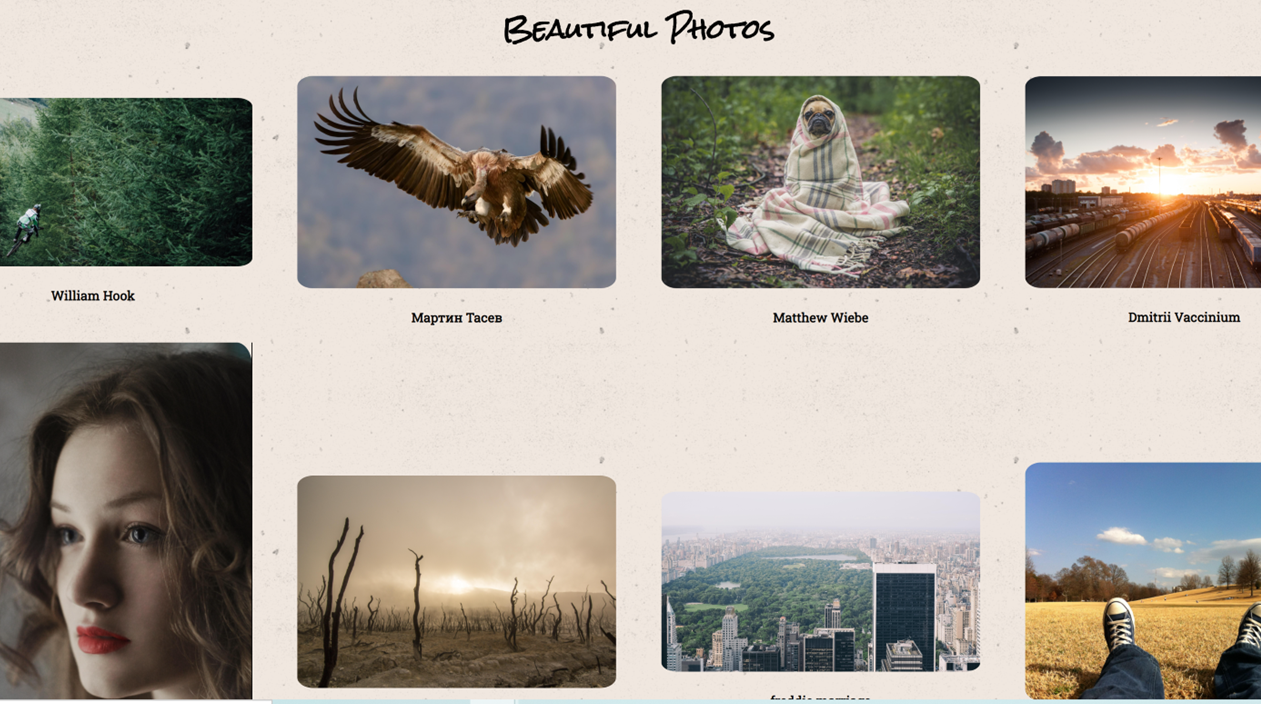 Beautiful Photos
William Hook
Мартин Тасев
Matthew Wiebe
Dmitrii Vaccinium